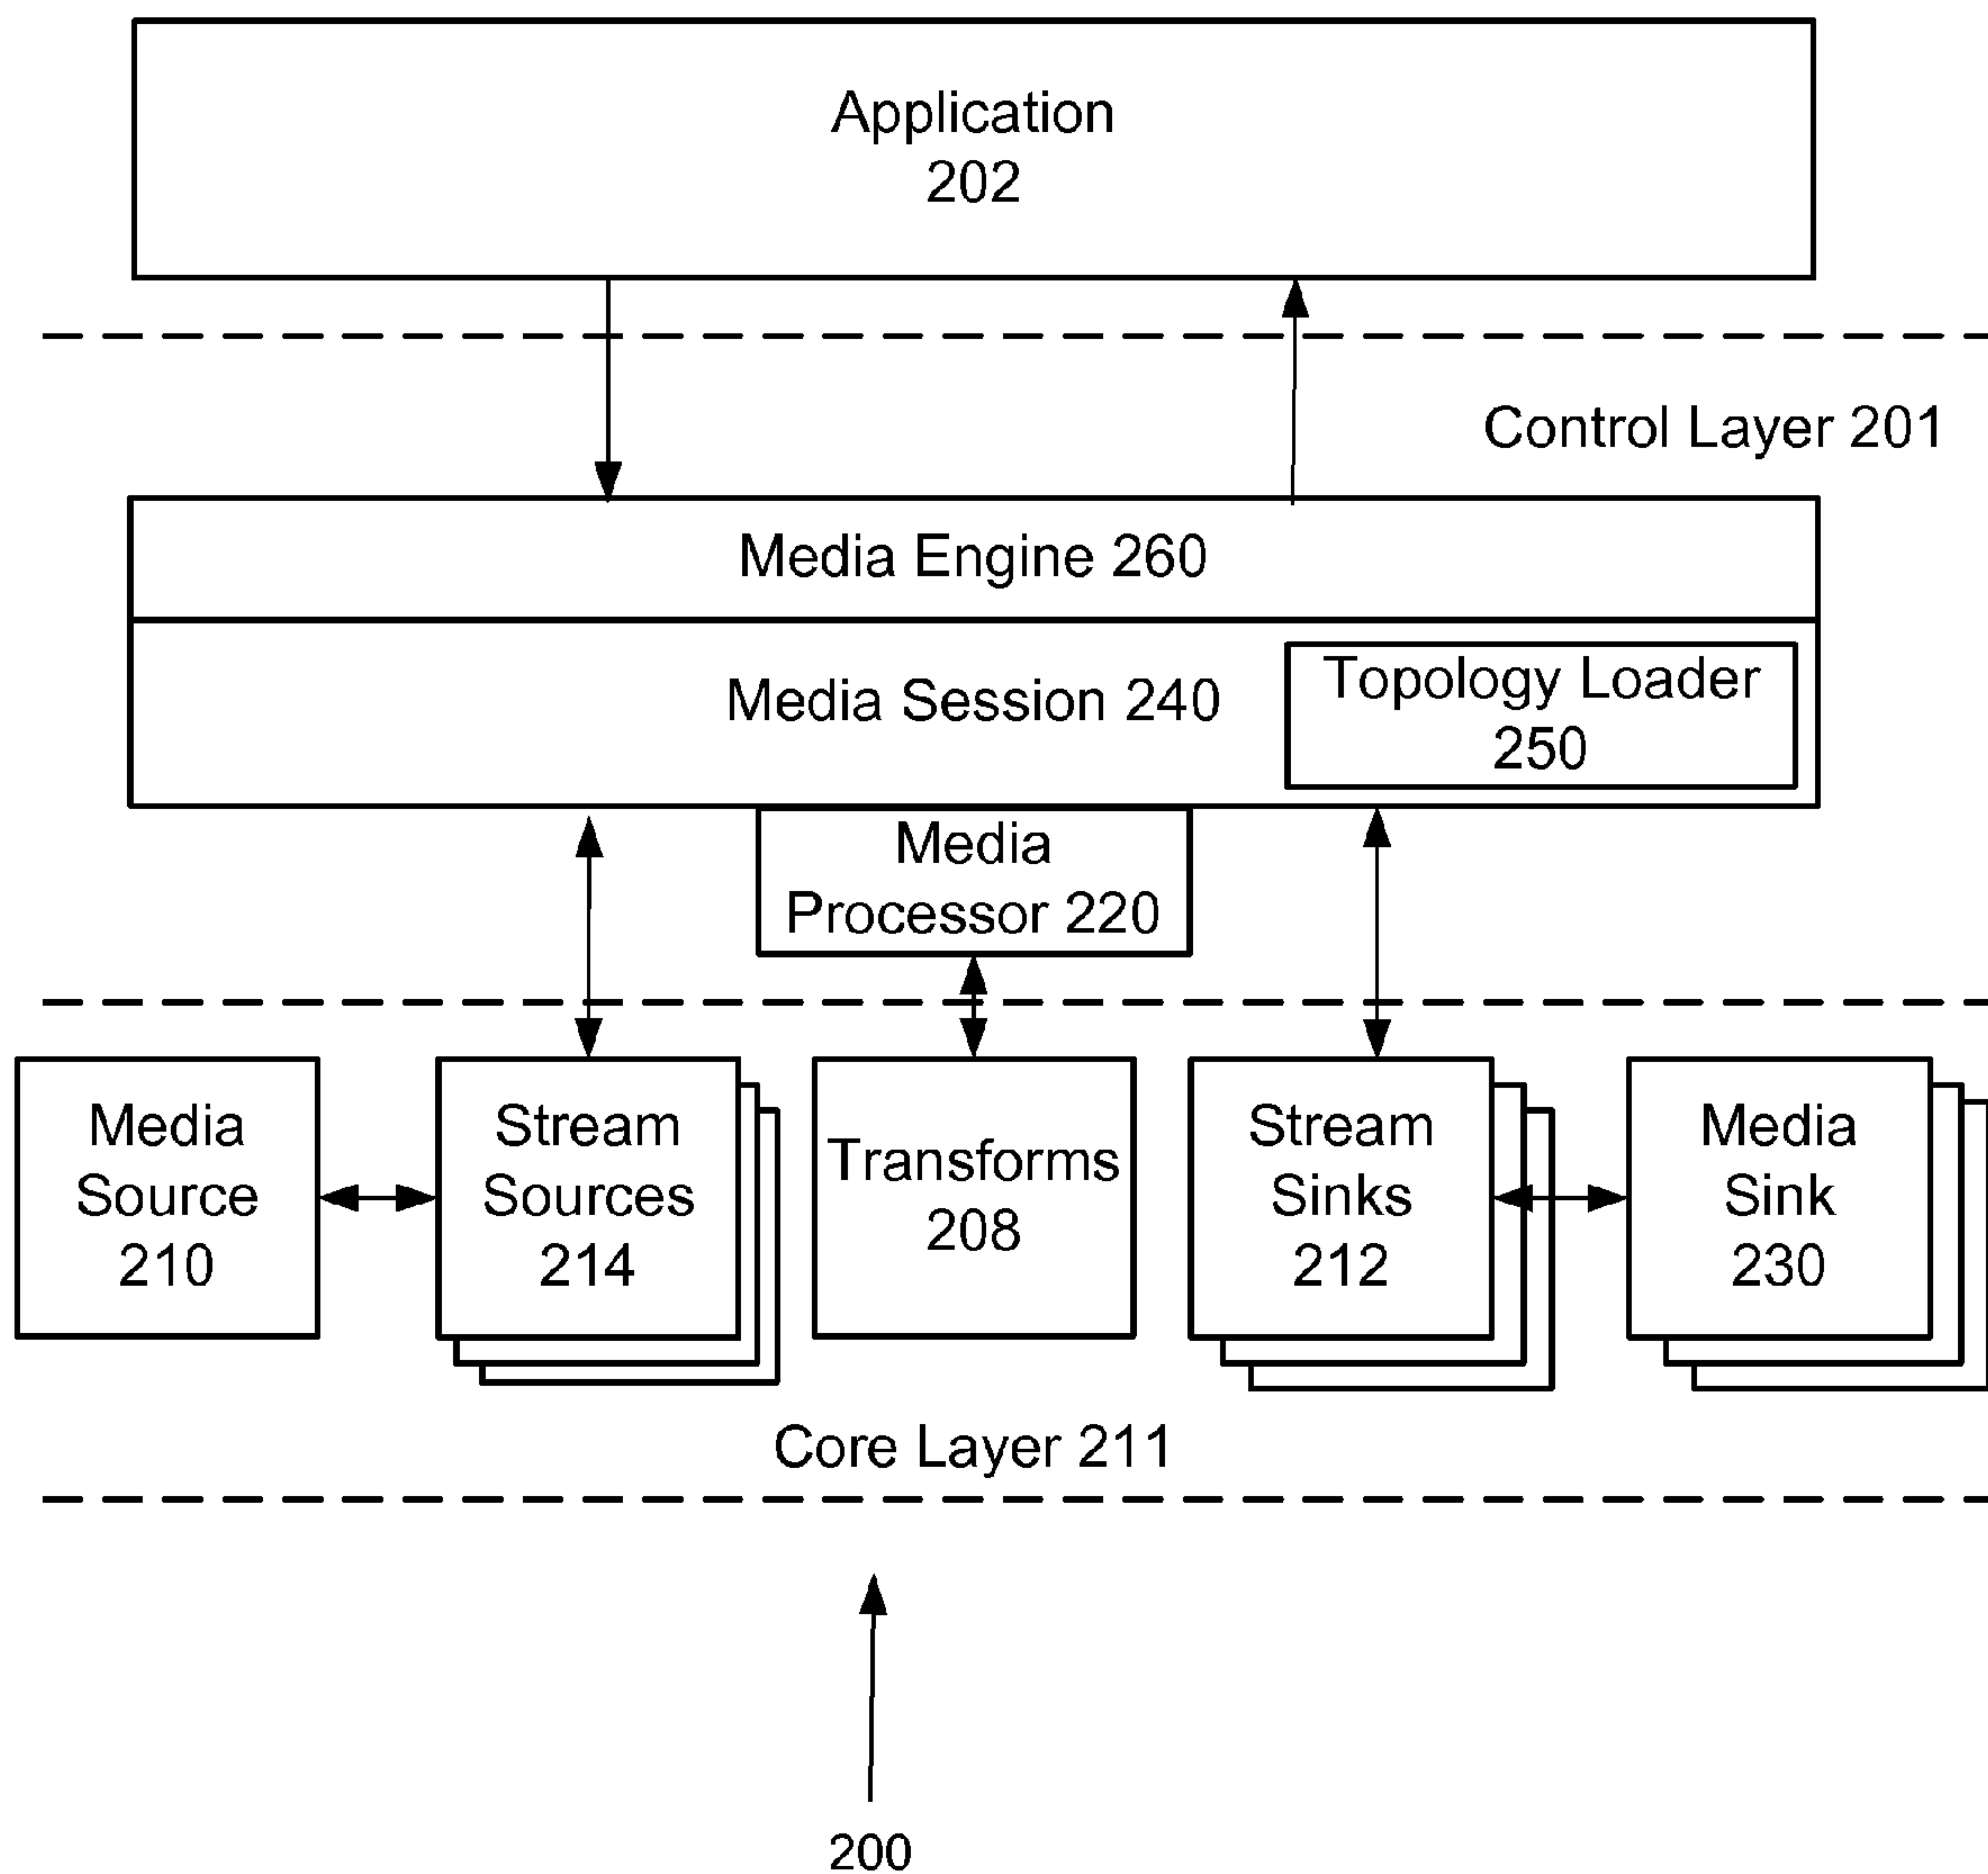 Application
202
Control Layer 201
Media Engine 260
Media Session 240
Topology Loader
250
Media
Processor 220
Media
Source
210
Stream
Sources
214
Transforms
208
Stream
Sinks
212
Media
Sink
230
Core Layer 211
200